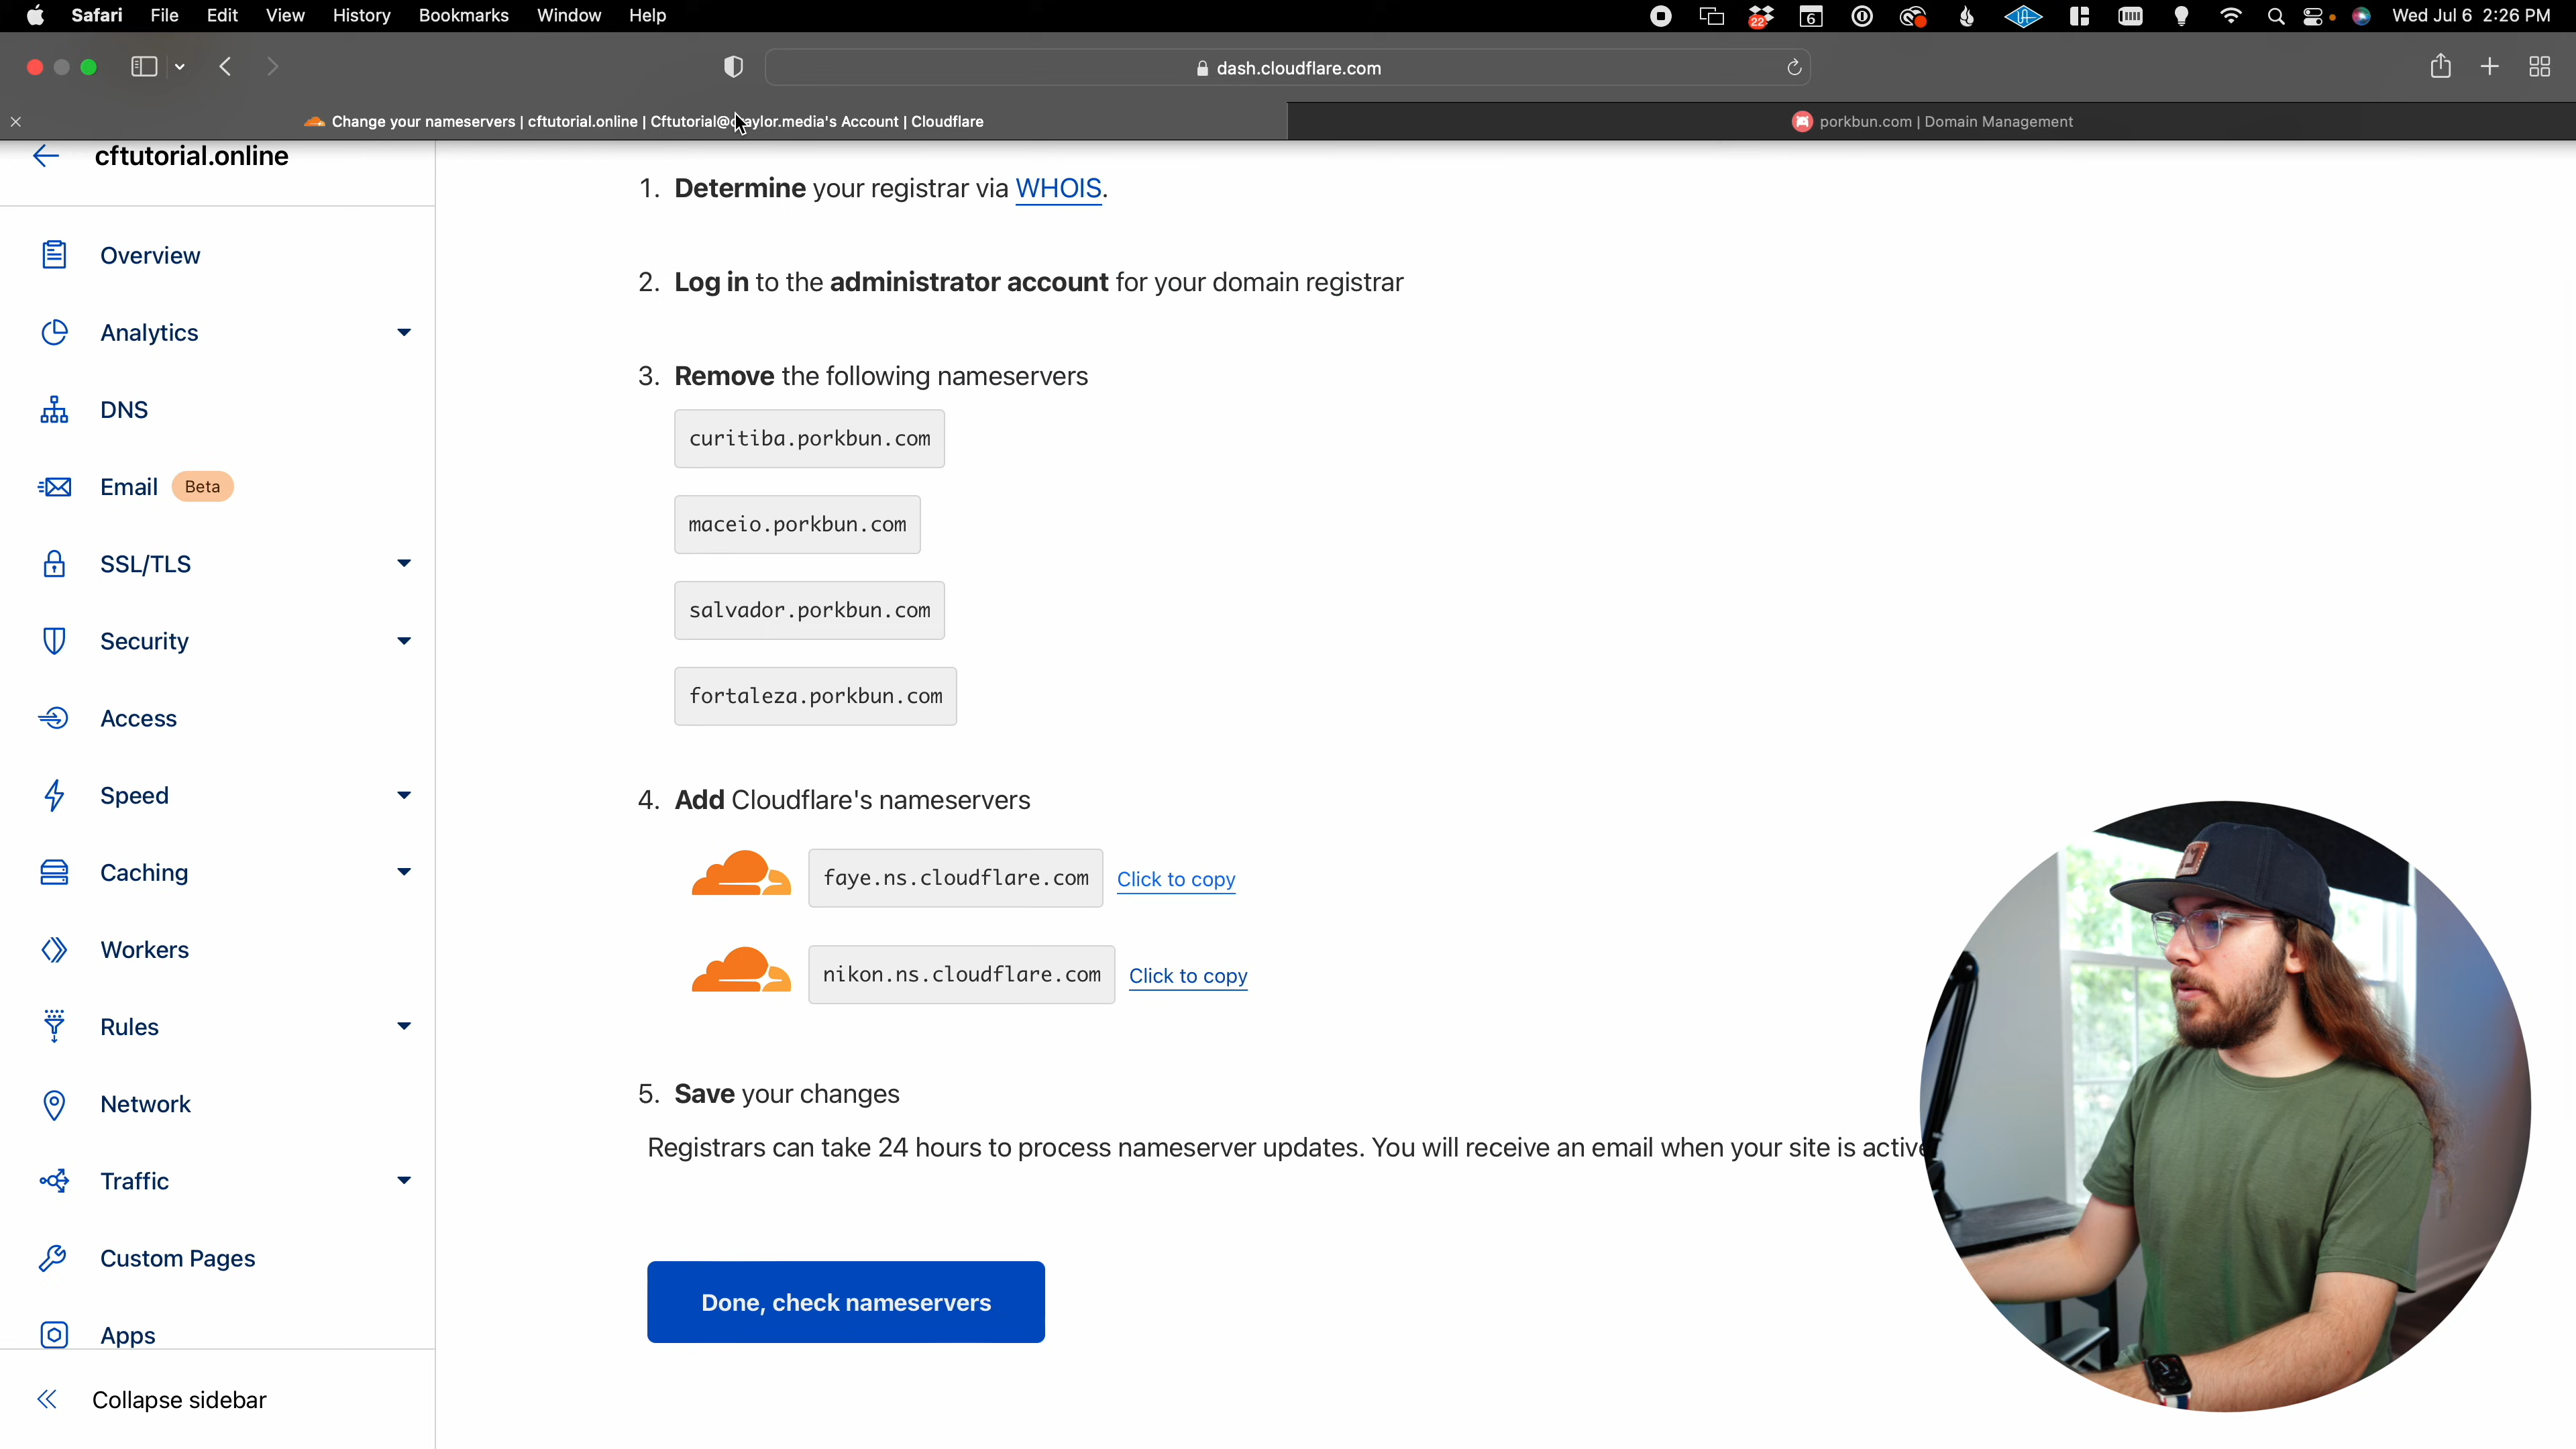 Safari File Edit View History Bookmarks Window Help
22
6
Wed Jul 6 2:26 PM
dash.cloudflare.com
Change your nameservers | cftutorial.online | Cftutorial@ aylor.media's Account | Cloudflare
porkbun.com | Domain Management
cftutorial.online
Overview
Analytics
DNS
Email Beta
SSL/TLS
Security
Access
Speed
Caching
Workers
Rules
Network
Traffic
Custom Pages
Apps
Collapse sidebar
1. Determine your registrar via WHOIS.
2. Log in to the administrator account for your domain registrar
3. Remove the following nameservers
curitiba.porkbun.com
maceio.porkbun.com
salvador.porkbun.com
fortaleza.porkbun.com
4. Add Cloudflare's nameservers
faye.ns.cloudflare.com Click to copy
nikon.ns.cloudflare.com Click to copy
5. Save your changes
Registrars can take 24 hours to process nameserver updates. You will receive an email when your site is active
Done, check nameservers